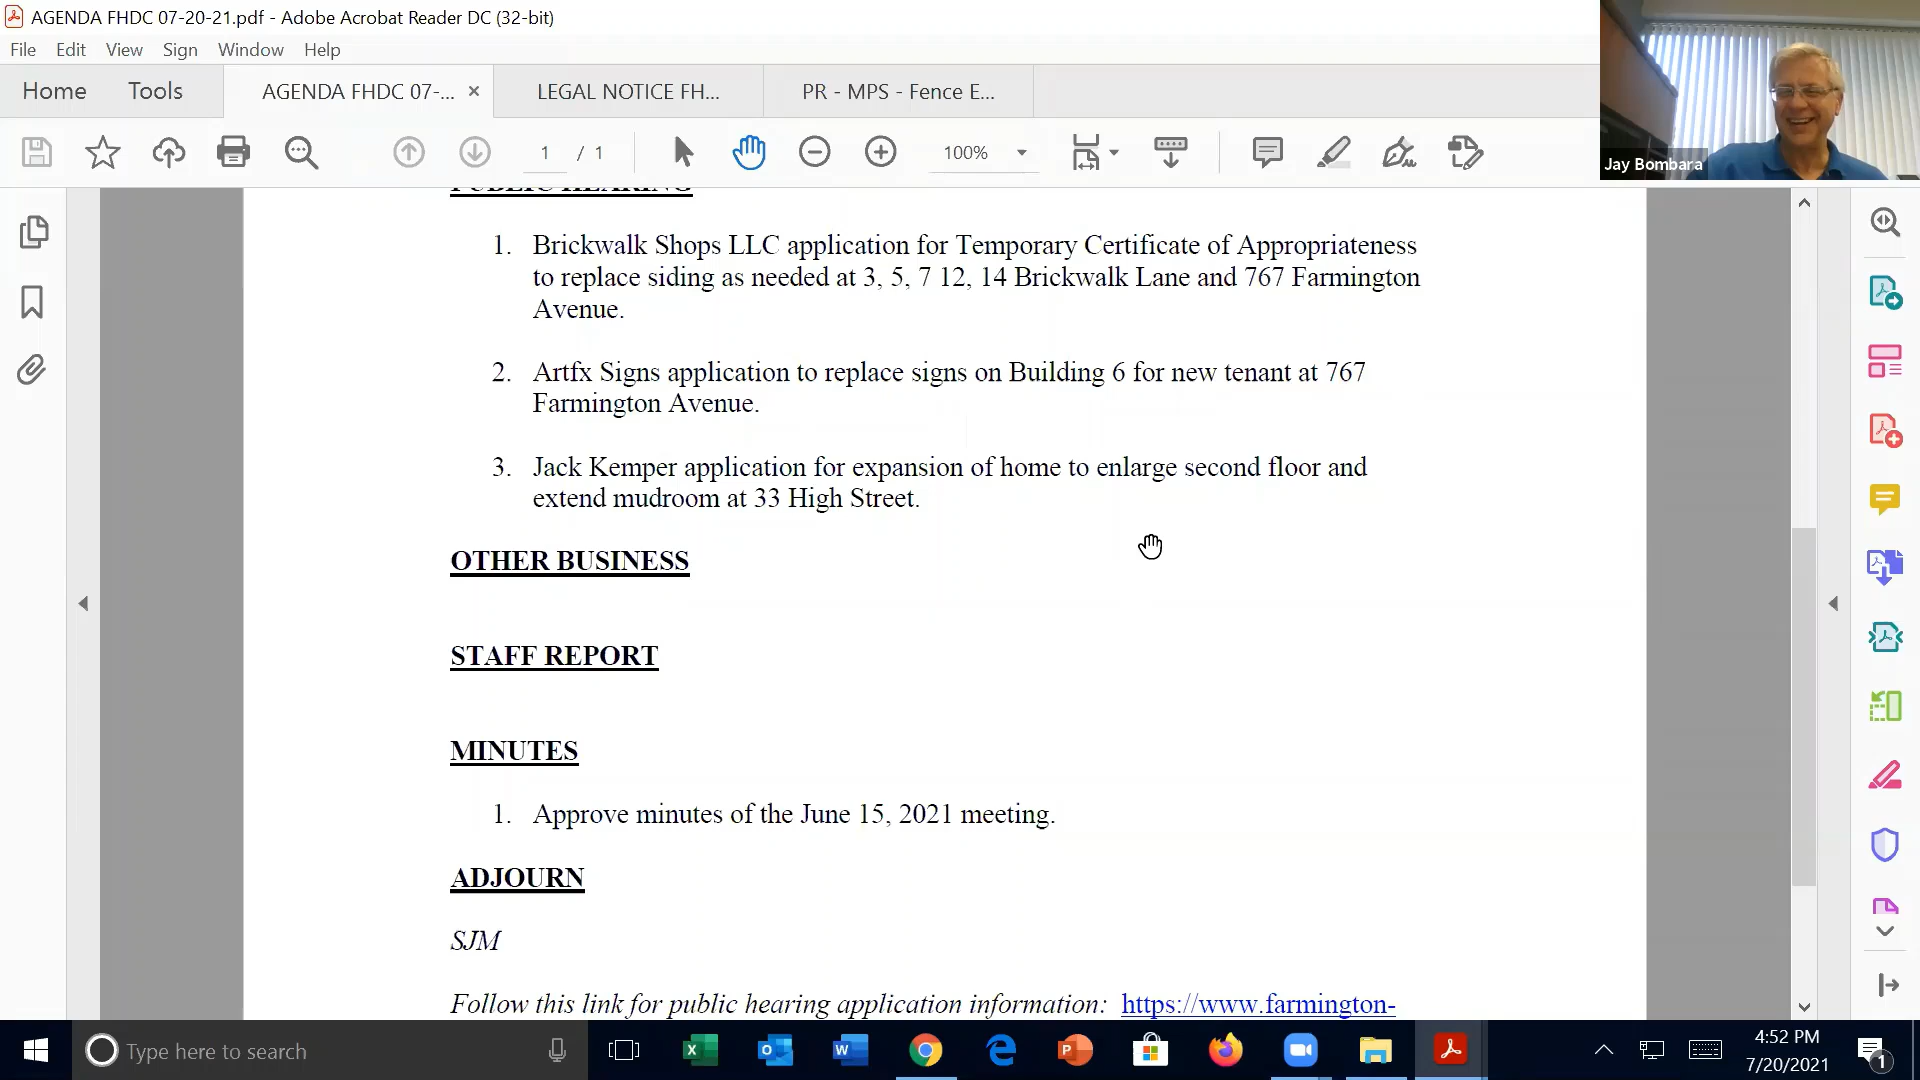 AGENDA FHDC 07-20-21.pdf - Adobe Acrobat Reader DC (32-bit)
File Edit View Sign Window Help
Home Tools AGENDA FHDC 07-... × LEGAL NOTICE FH... PR - MPS - Fence E...
1 / 1 100%
Jay Bombara
PUBLIC HEARING
1. Brickwalk Shops LLC application for Temporary Certificate of Appropriateness
to replace siding as needed at 3, 5, 7 12, 14 Brickwalk Lane and 767 Farmington
Avenue.
2. Artfx Signs application to replace signs on Building 6 for new tenant at 767
Farmington Avenue.
3. Jack Kemper application for expansion of home to enlarge second floor and
extend mudroom at 33 High Street.
OTHER BUSINESS
STAFF REPORT
MINUTES
1. Approve minutes of the June 15, 2021 meeting.
ADJOURN
SJM
Follow this link for public hearing application information: https://www.farmington-
Type here to search
4:52 PM
7/20/2021
1